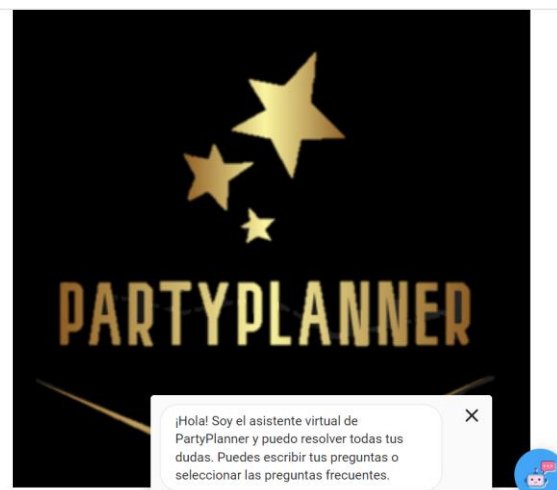 PARTYPLANNER
¡Hola! Soy el asistente virtual de
PartyPlanner y puedo resolver todas tus
dudas. Puedes escribir tus preguntas o
seleccionar las preguntas frecuentes.